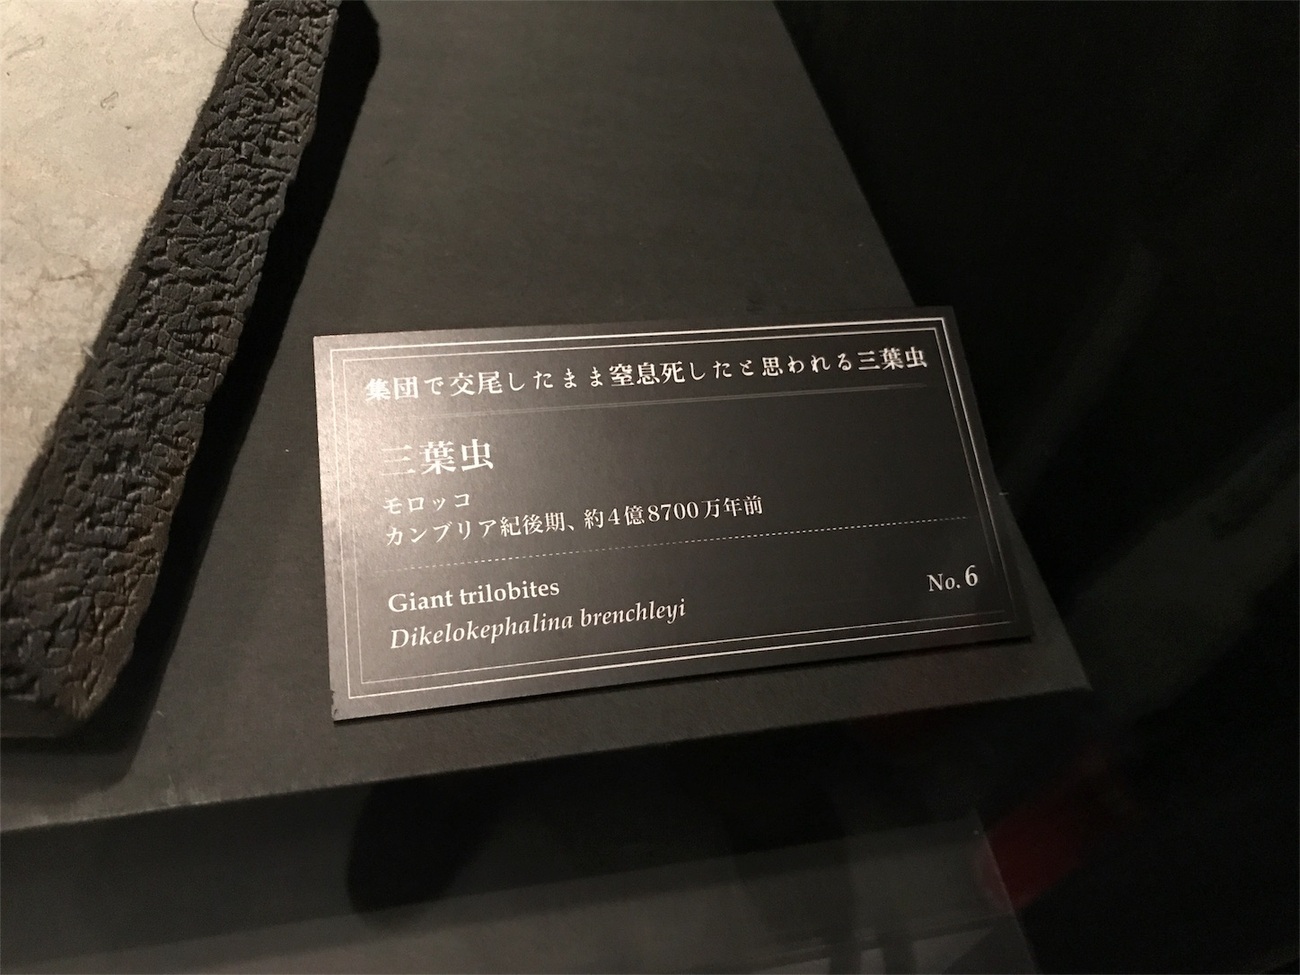 集団で交尾したまま窒息死したと思われる三葉虫
三葉虫
モロッコ
カンブリア紀後期、約4億8700万年前
Giant trilobites
Dikelokephalina brenchleyi
No. 6